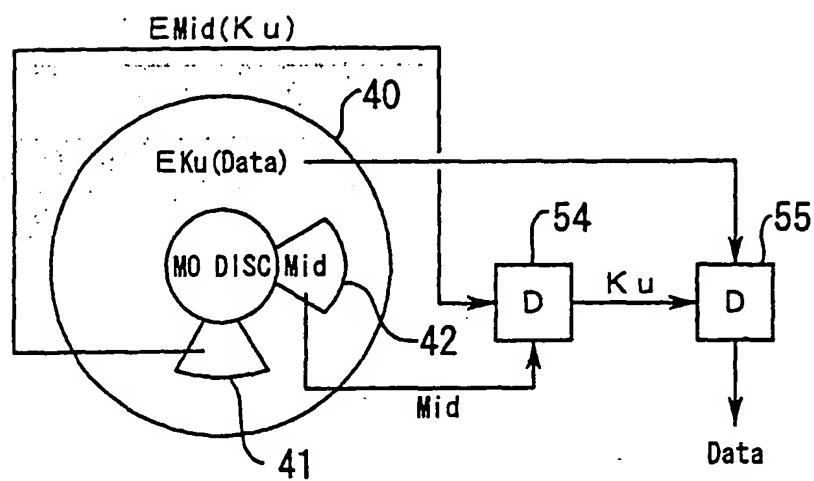 EMid(Ku)
40
EKu(Data)
54
55
MO DISC
Mid
D
Ku
D
42
Mid
41
Data